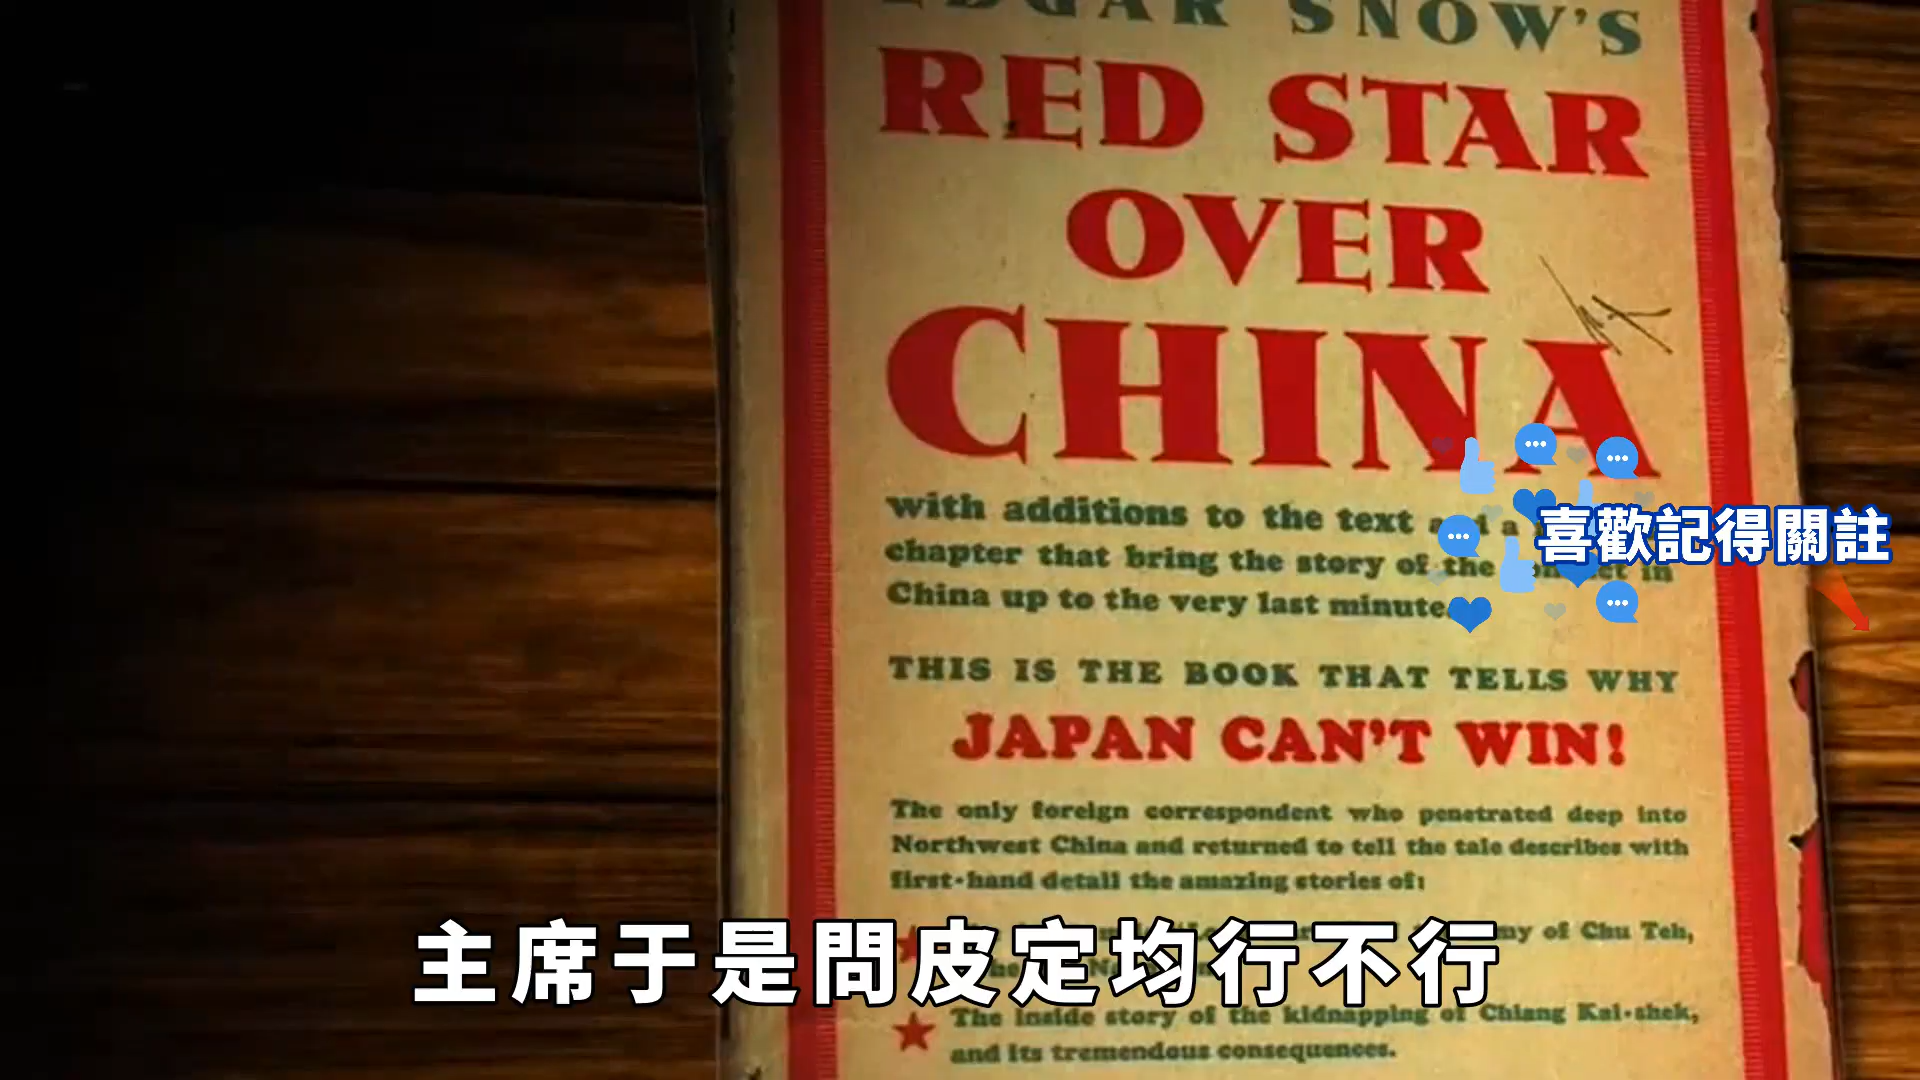 EDGAR SNOW'S
RED STAR
OVER
CHINA
with additions to the text and a
chapter that bring the story of the in
China up to the very last minute.
喜歡記得關註
THIS IS THE BOOK THAT TELLS WHY
JAPAN CAN'T WIN!
The only foreign correspondent who penetrated deep into
Northwest China and returned to tell the tale describes with
first-hand detail the amazing stories of:
my of Chu Teh,
主席于是問皮定均行不行
The inside story of the kidnapping of Chiang Kai-shek,
and its tremendous consequences.